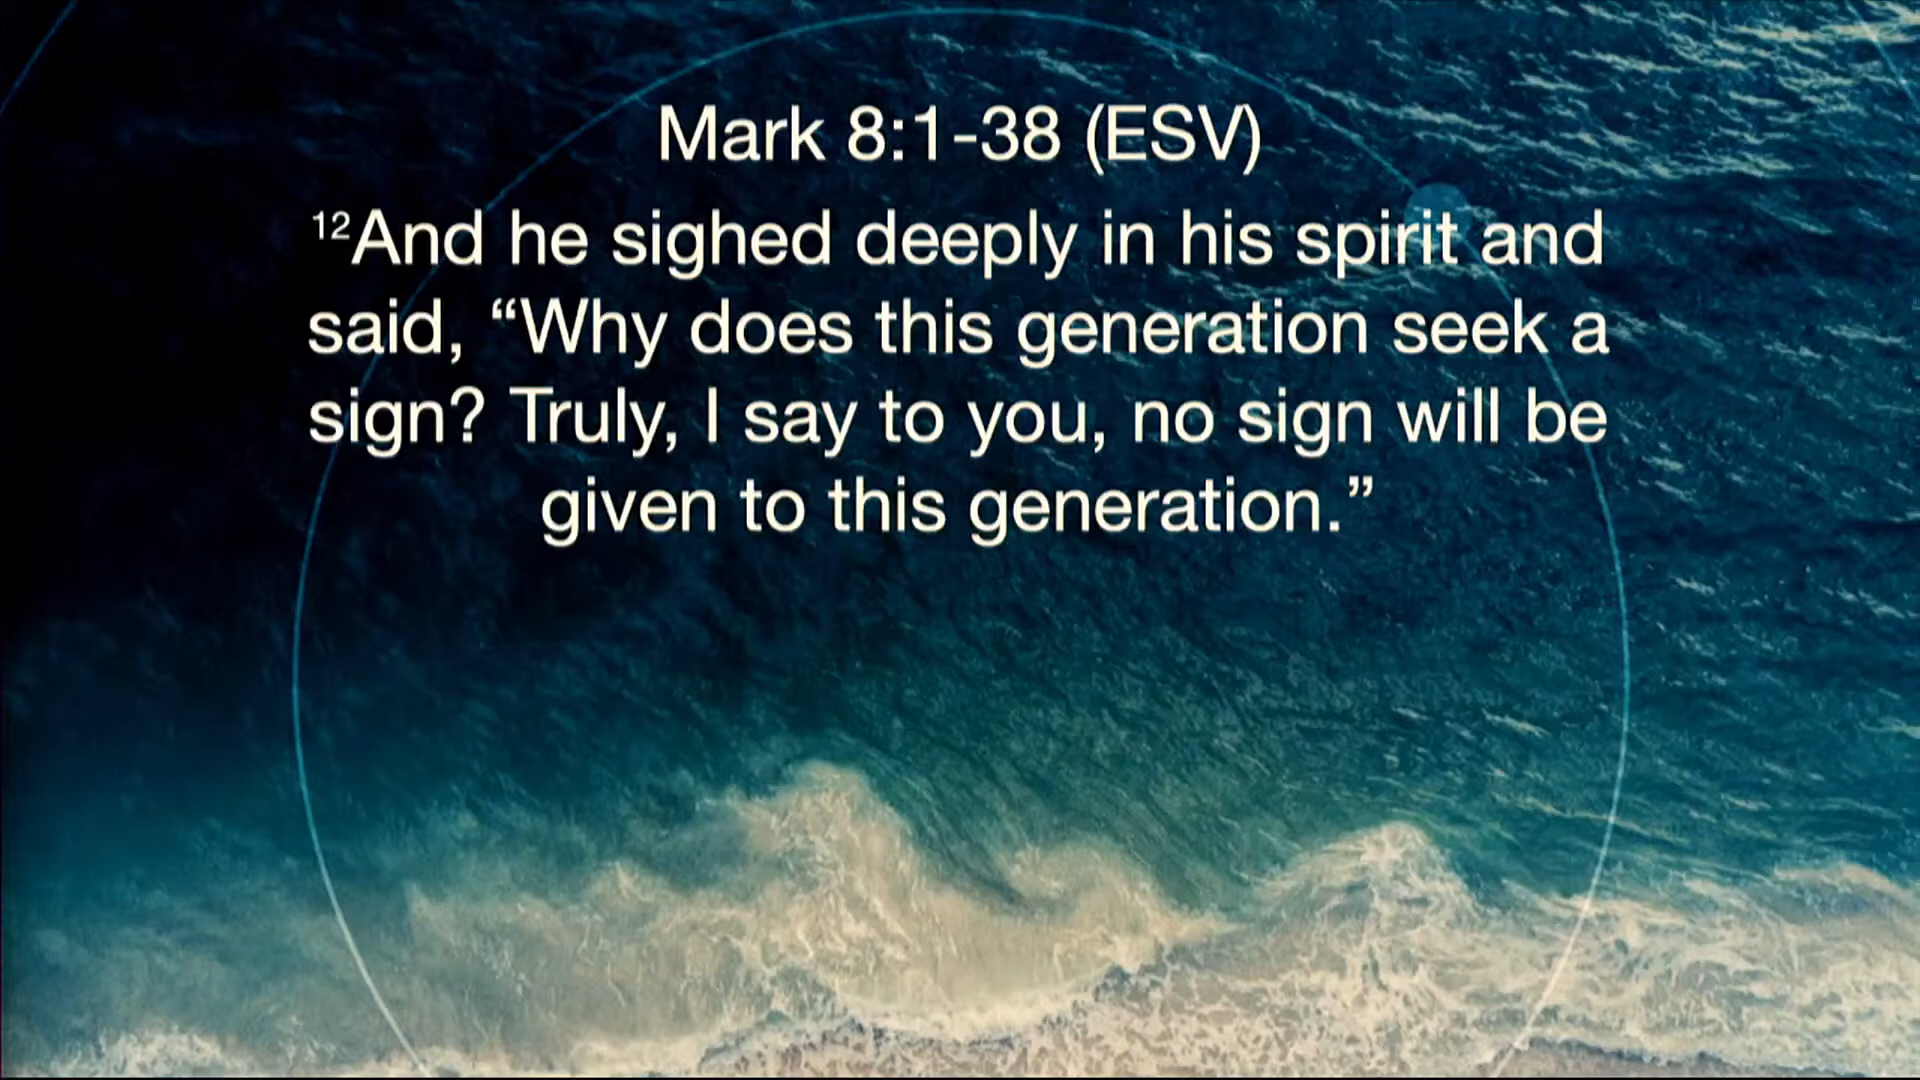 Mark 8:1-38 (ESV)
12And he sighed deeply in his spirit and
said, “Why does this generation seek a
sign? Truly, I say to you, no sign will be
given to this generation.”